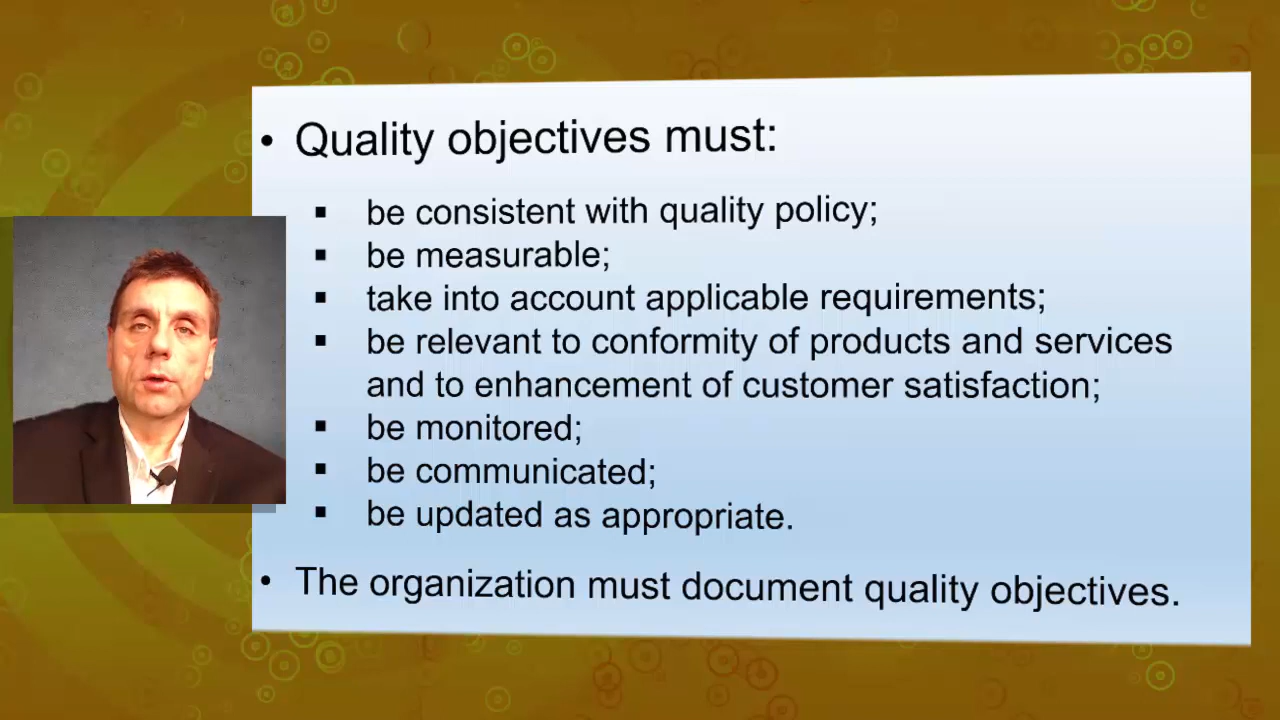 • Quality objectives must:
▪ be consistent with quality policy;
▪ be measurable;
▪ take into account applicable requirements;
▪ be relevant to conformity of products and services
and to enhancement of customer satisfaction;
▪ be monitored;
▪ be communicated;
▪ be updated as appropriate.
• The organization must document quality objectives.